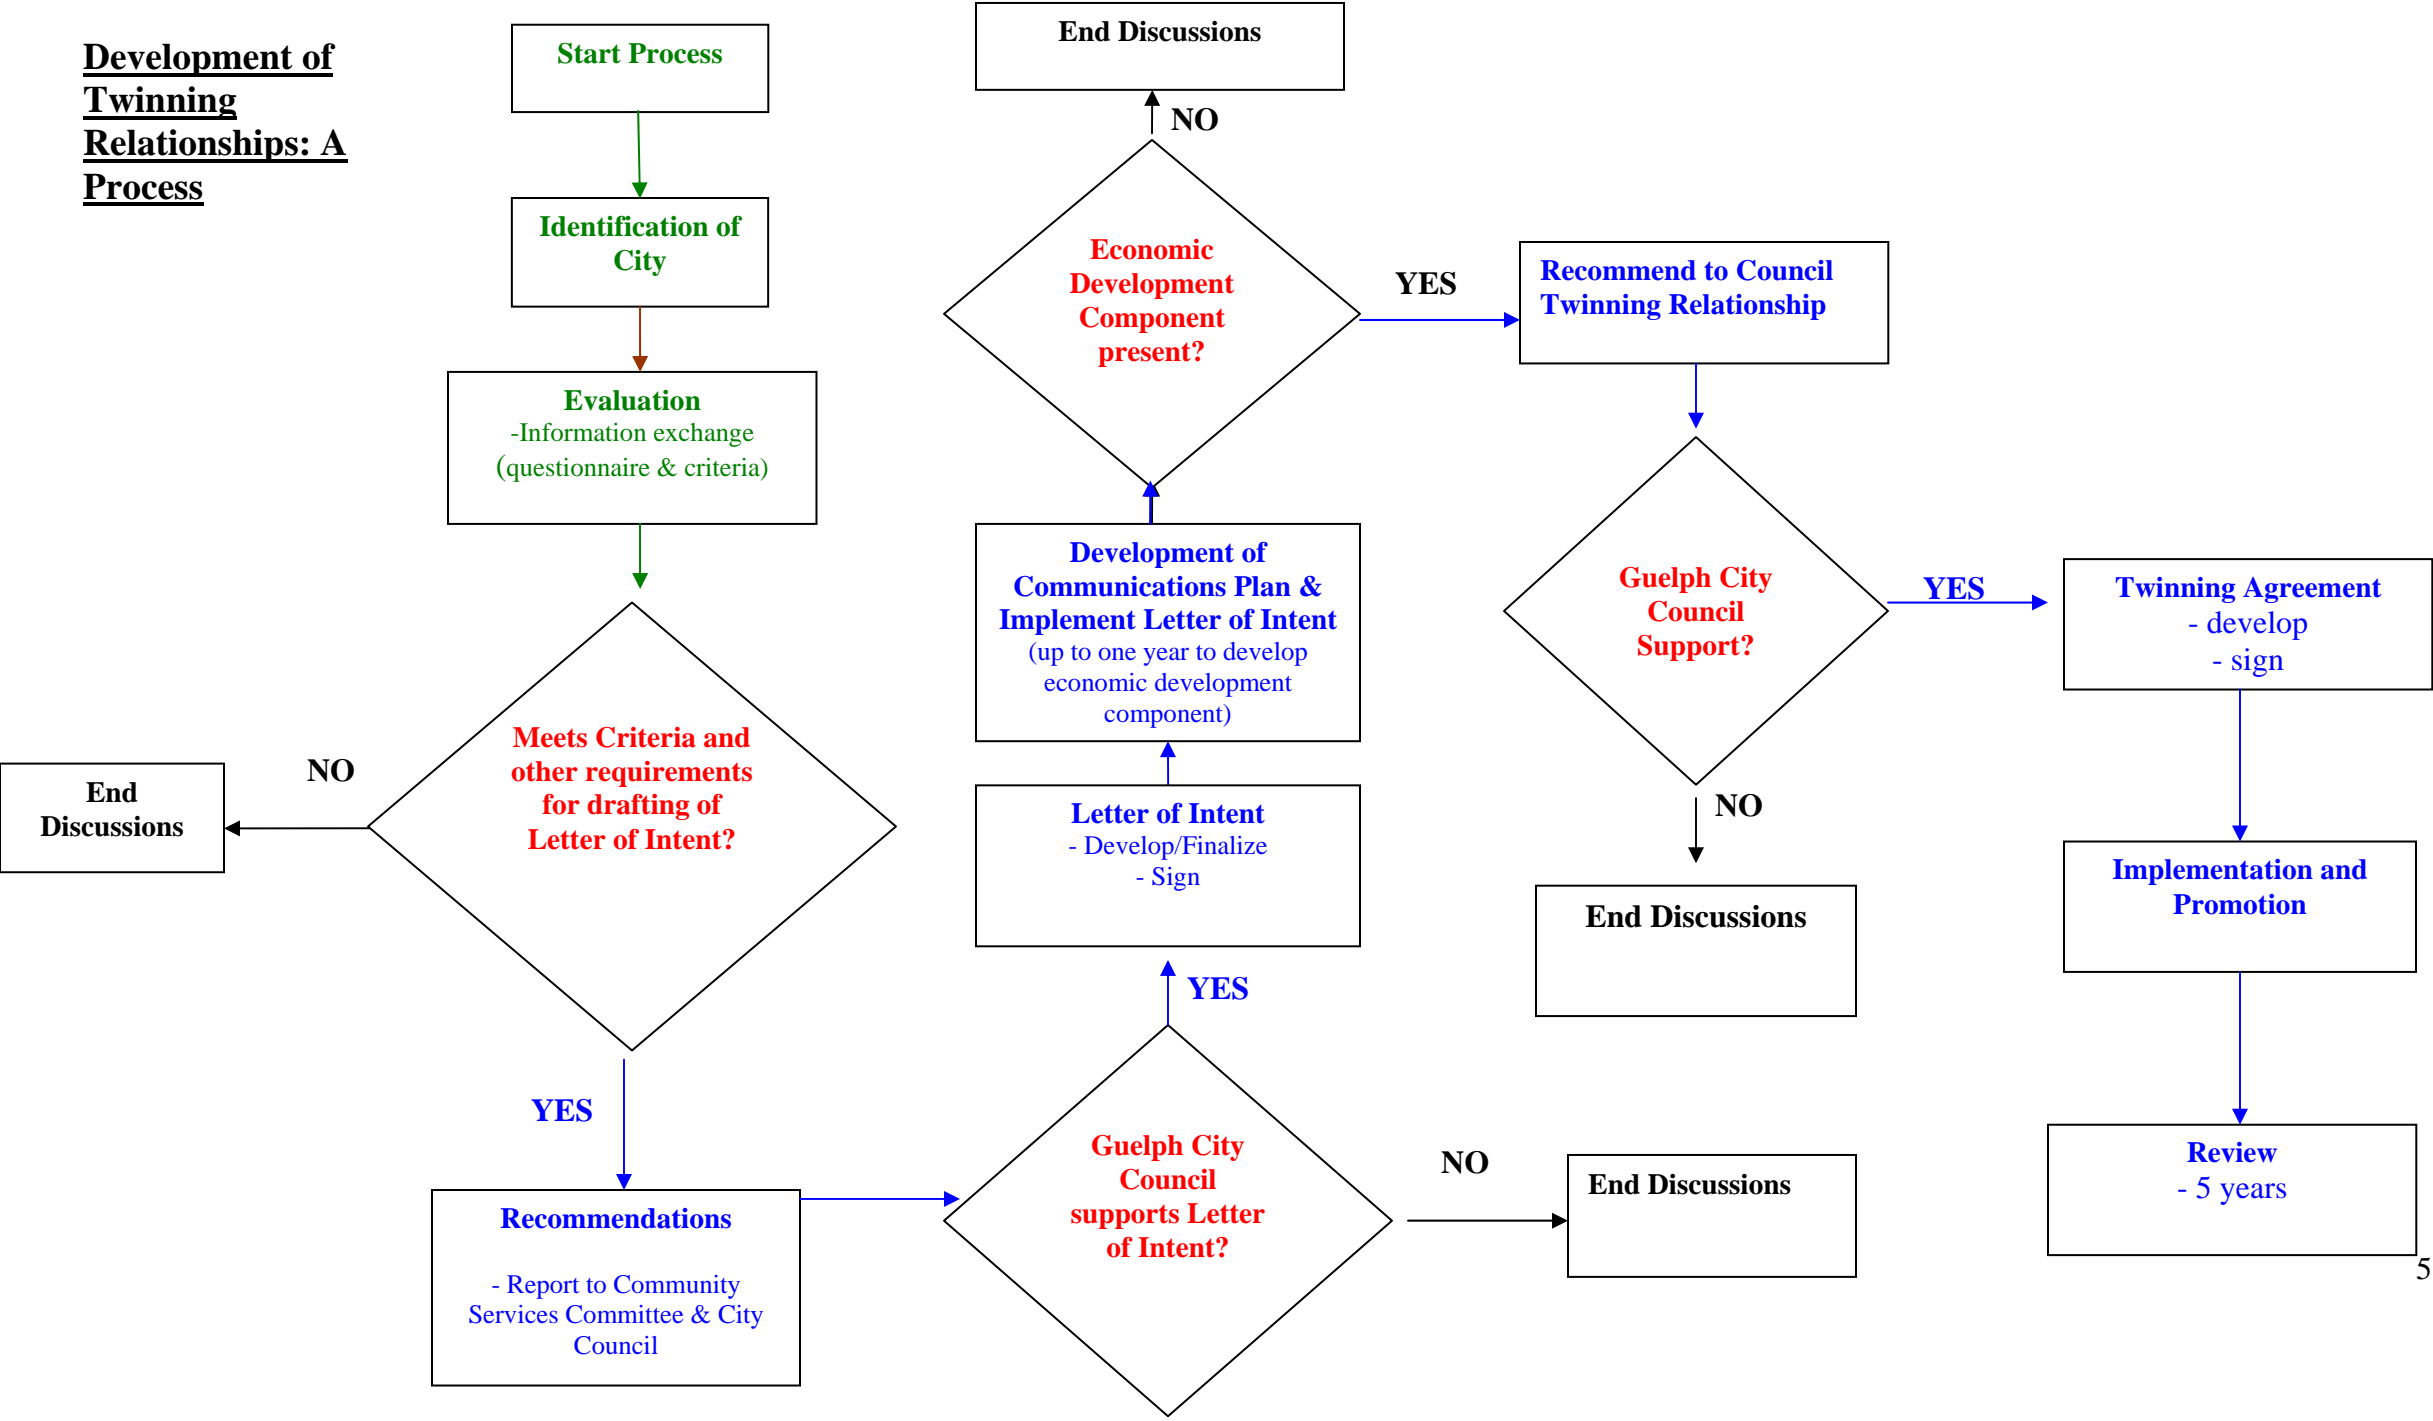 Development of
Twinning
Relationships: A
Process
Start Process
Identification of
City
Evaluation
-Information exchange
(questionnaire & criteria)
Meets Criteria and
other requirements
for drafting of
Letter of Intent?
NO
End
Discussions
YES
Recommendations
- Report to Community
Services Committee & City
Council
Guelph City
Council
supports Letter
of Intent?
NO
End Discussions
YES
Letter of Intent
- Develop/Finalize
- Sign
Development of
Communications Plan &
Implement Letter of Intent
(up to one year to develop
economic development
component)
Economic
Development
Component
present?
NO
End Discussions
YES
Recommend to Council
Twinning Relationship
Guelph City
Council
Support?
NO
End Discussions
YES
Twinning Agreement
- develop
- sign
Implementation and
Promotion
Review
- 5 years
5